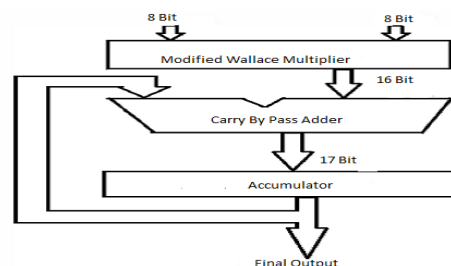 8 Bit 8 Bit
Modified Wallace Multiplier
16 Bit
Carry By Pass Adder
17 Bit
Accumulator
Final Output